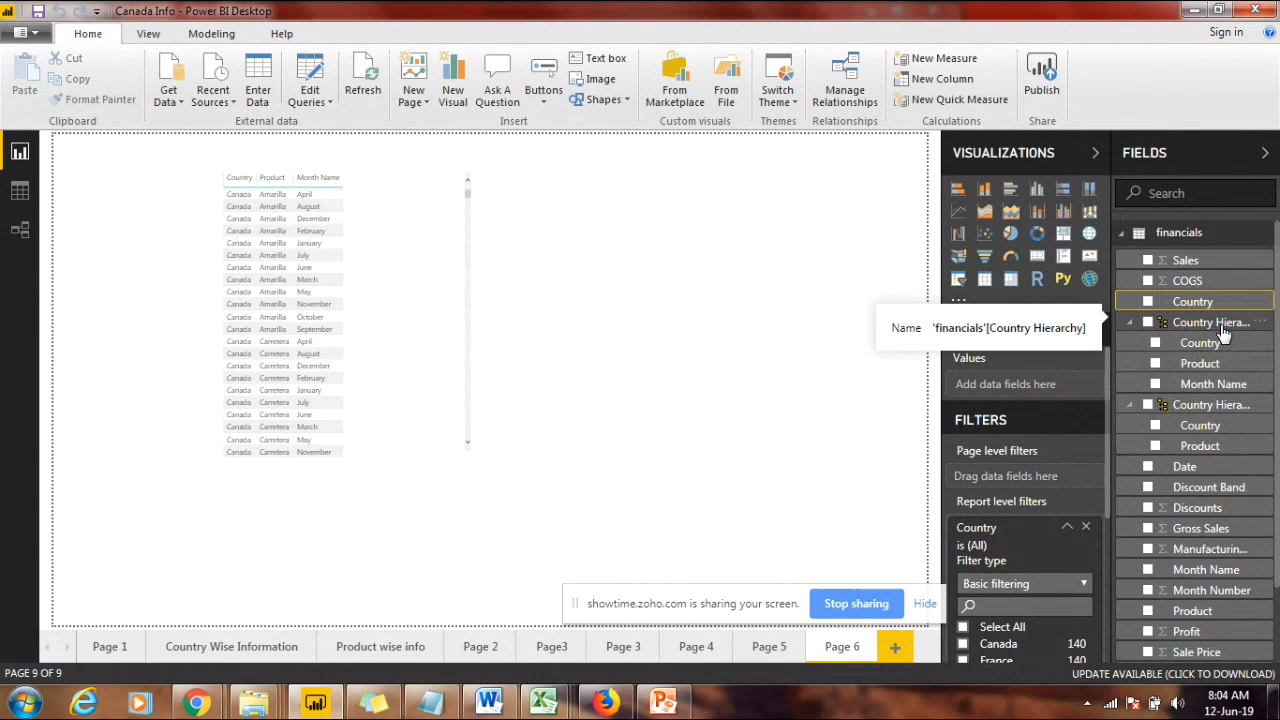 Canada Info - Power BI Desktop
Home View Modeling Help
Sign in
Paste
Cut
Copy
Format Painter
Clipboard
Get Data
Recent Sources
Enter Data
External data
Edit Queries
Refresh
New Page
New Visual
Ask A Question
Buttons
Text box
Image
Shapes
Insert
From Marketplace
From File
Custom visuals
Switch Theme
Themes
Manage Relationships
Relationships
New Measure
New Column
New Quick Measure
Calculations
Publish
Share
Country Product Month Name
Canada Amarilla April
Canada Amarilla August
Canada Amarilla December
Canada Amarilla February
Canada Amarilla January
Canada Amarilla July
Canada Amarilla June
Canada Amarilla March
Canada Amarilla May
Canada Amarilla November
Canada Amarilla October
Canada Amarilla September
Canada Carretera April
Canada Carretera August
Canada Carretera December
Canada Carretera February
Canada Carretera January
Canada Carretera July
Canada Carretera June
Canada Carretera March
Canada Carretera May
Canada Carretera November
VISUALIZATIONS
R
Py
Name 'financials'[Country Hierarchy]
Values
Add data fields here
FILTERS
Page level filters
Drag data fields here
Report level filters
Country
is (All)
Filter type
Basic filtering
Select All
Canada 140
France 140
FIELDS
Search
financials
Sales
COGS
Country
Country Hiera...
Country
Product
Month Name
Country Hiera...
Country
Product
Date
Discount Band
Discounts
Gross Sales
Manufacturin...
Month Name
Month Number
Product
Profit
Sale Price
showtime.zoho.com is sharing your screen. Stop sharing Hide
Page 1 Country Wise Information Product wise info Page 2 Page3 Page 3 Page 4 Page 5 Page 6
PAGE 9 OF 9
UPDATE AVAILABLE (CLICK TO DOWNLOAD)
8:04 AM
12-Jun-19